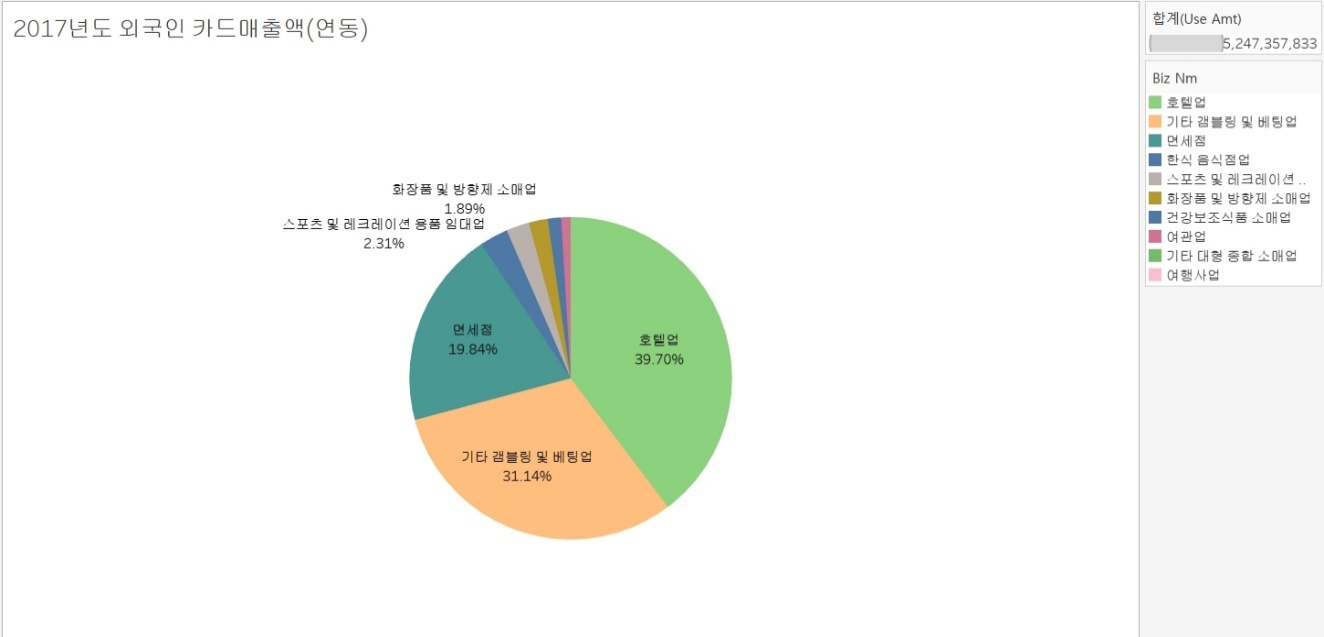 2017년도 외국인 카드매출액(연동)
화장품 및 방향제 소매업
1.89%
스포츠 및 레크레이션 용품 임대업
2.31%
면세점
19.84%
호텔업
39.70%
기타 갬블링 및 베팅업
31.14%
합계(Use Amt)
5,247,357,833
Biz Nm
호텔업
기타 갬블링 및 베팅업
면세점
한식 음식점업
스포츠 및 레크레이션 ..
화장품 및 방향제 소매업
건강보조식품 소매업
여관업
기타 대형 종합 소매업
여행사업